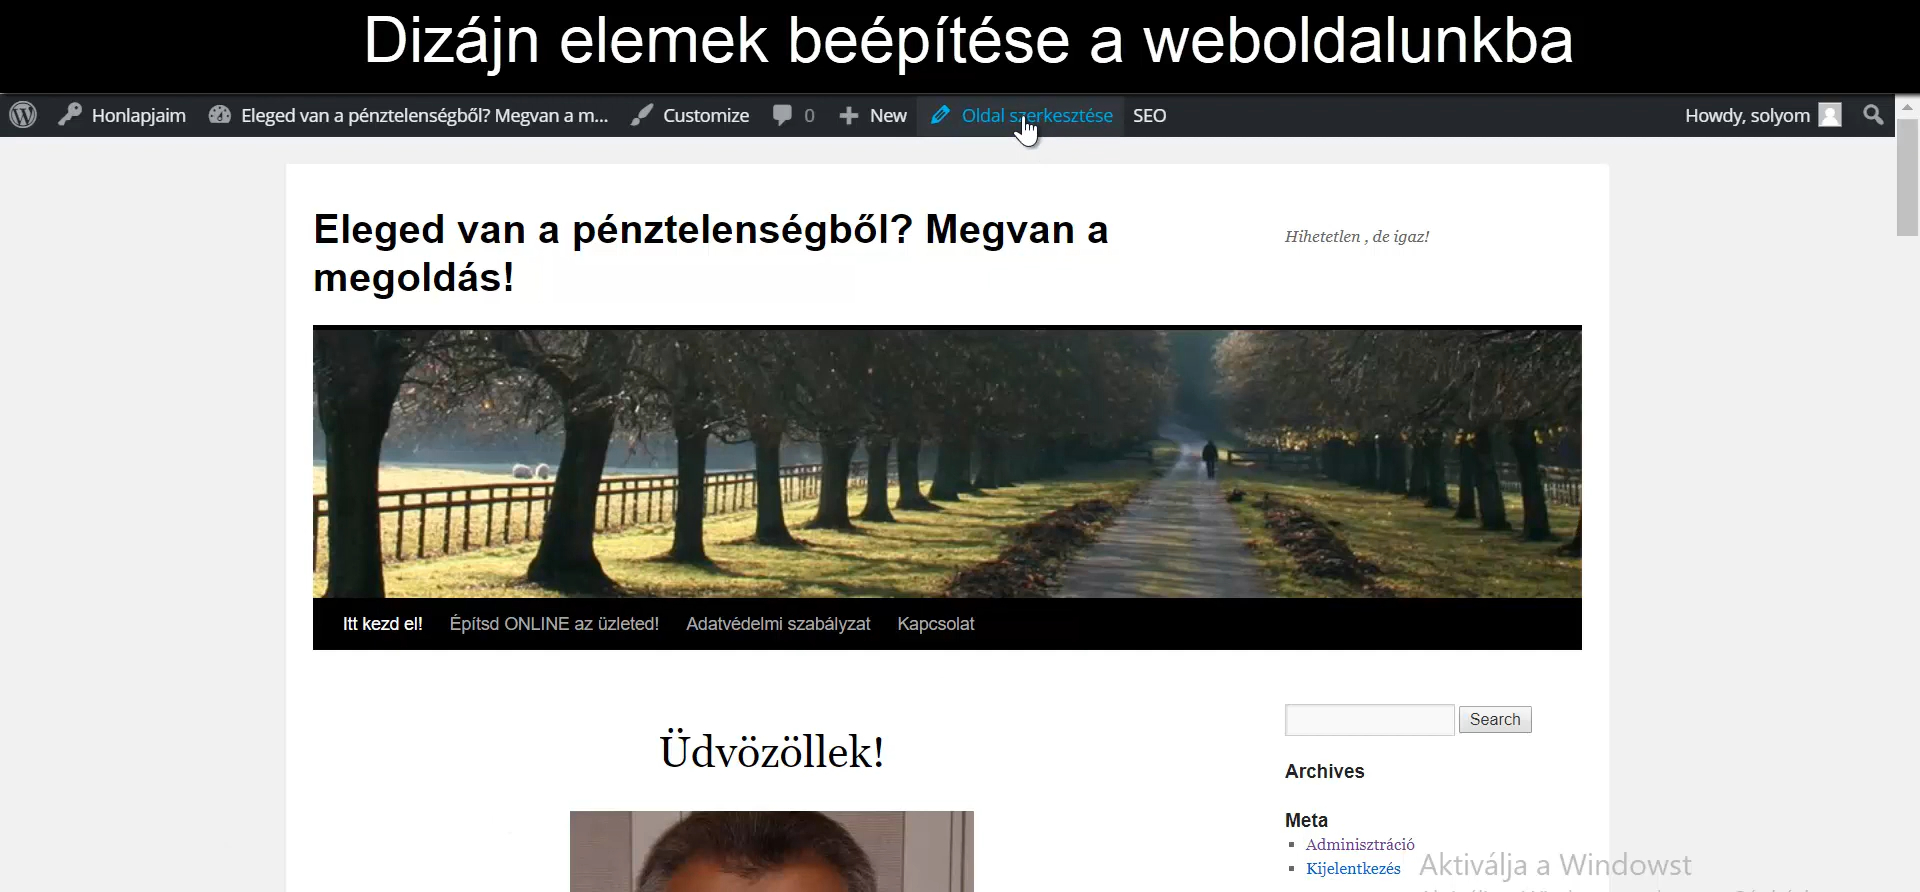 Dizájn elemek beépítése a weboldalunkba
Honlapjaim Eleged van a pénztelenségből? Megvan a m... Customize 0 New Oldal szerkesztése SEO Howdy, solyom
Eleged van a pénztelenségből? Megvan a
megoldás!
Hihetetlen , de igaz!
Itt kezd el! Építsd ONLINE az üzleted! Adatvédelmi szabályzat Kapcsolat
Üdvözöllek!
Search
Archives
Meta
Adminisztráció
Kijelentkezés
Aktiválja a Windowst